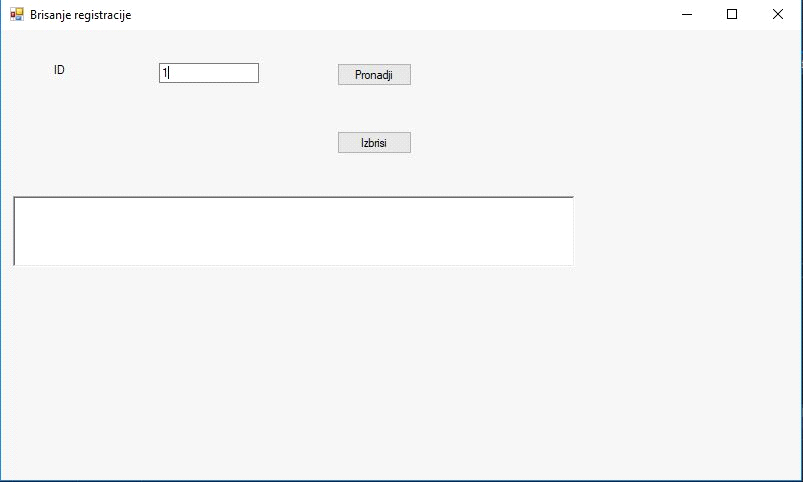 Brisanje registracije
ID
1
Pronadji
Izbrisi